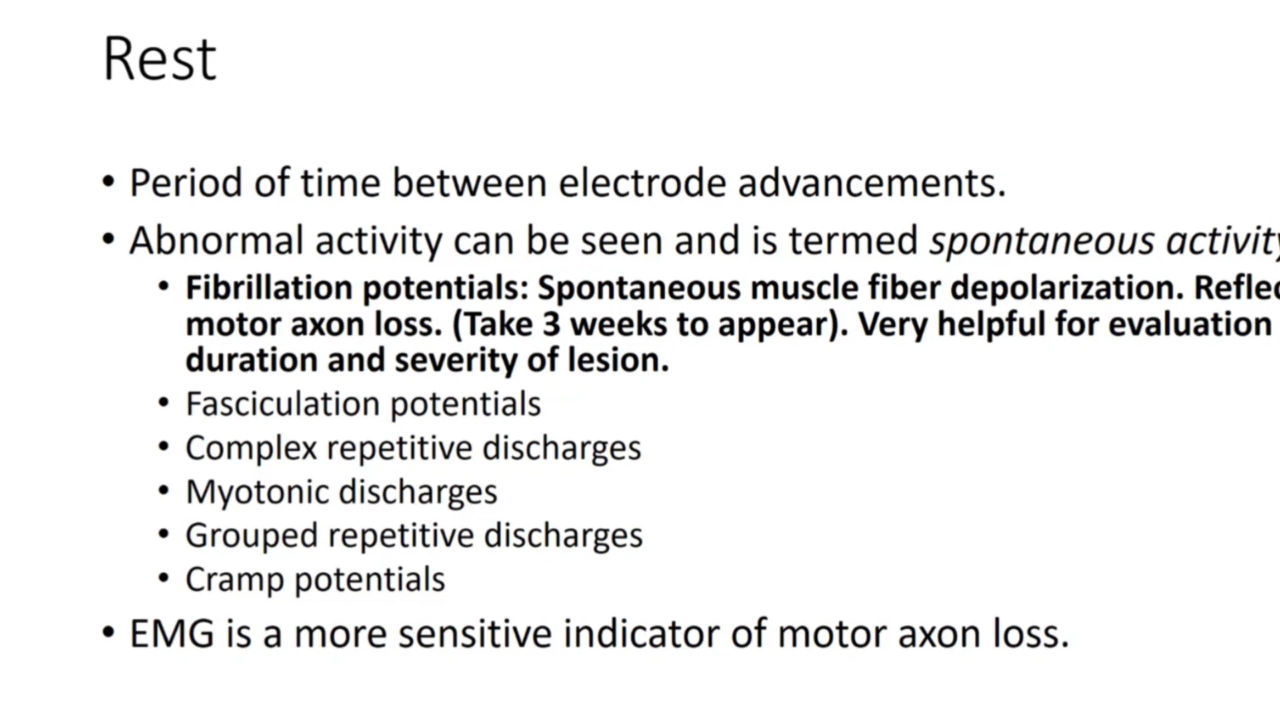 Rest
• Period of time between electrode advancements.
• Abnormal activity can be seen and is termed spontaneous activity
• Fibrillation potentials: Spontaneous muscle fiber depolarization. Reflec
motor axon loss. (Take 3 weeks to appear). Very helpful for evaluation
duration and severity of lesion.
• Fasciculation potentials
• Complex repetitive discharges
• Myotonic discharges
• Grouped repetitive discharges
• Cramp potentials
• EMG is a more sensitive indicator of motor axon loss.